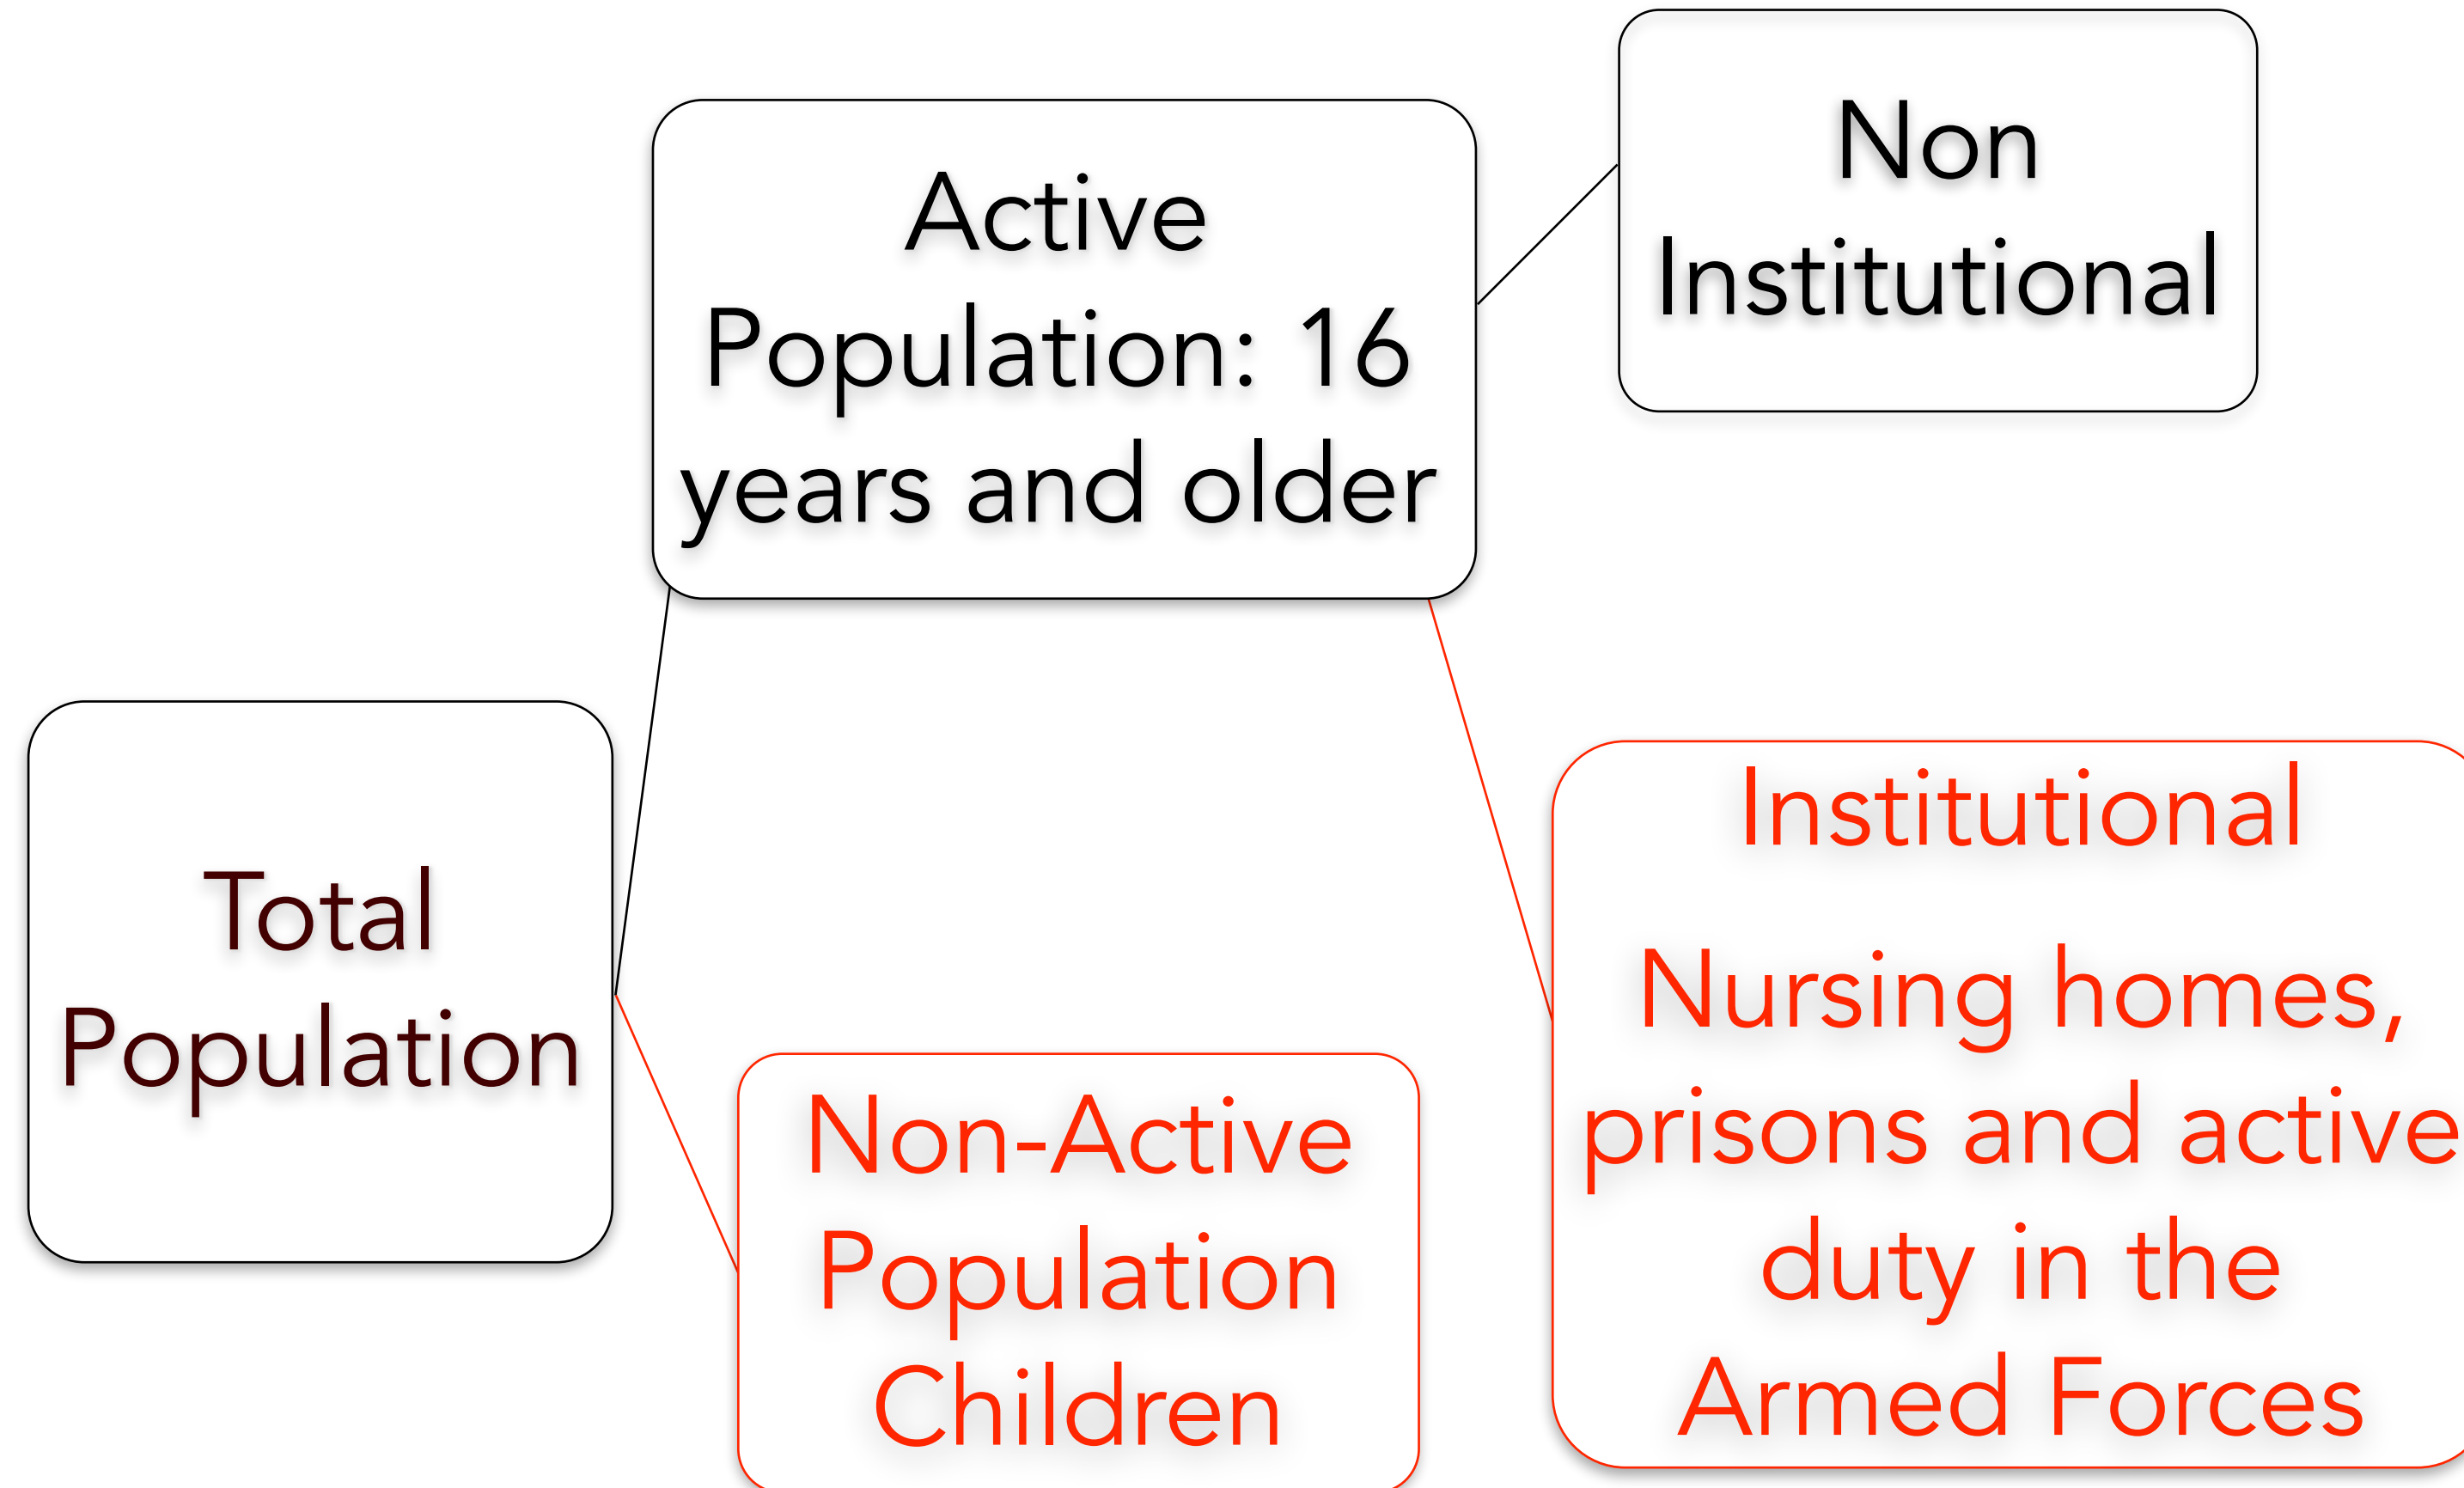 Total
Population
Active
Population: 16
years and older
Non-Active
Population
Children
Non
Institutional
Institutional
Nursing homes,
prisons and active
duty in the
Armed Forces